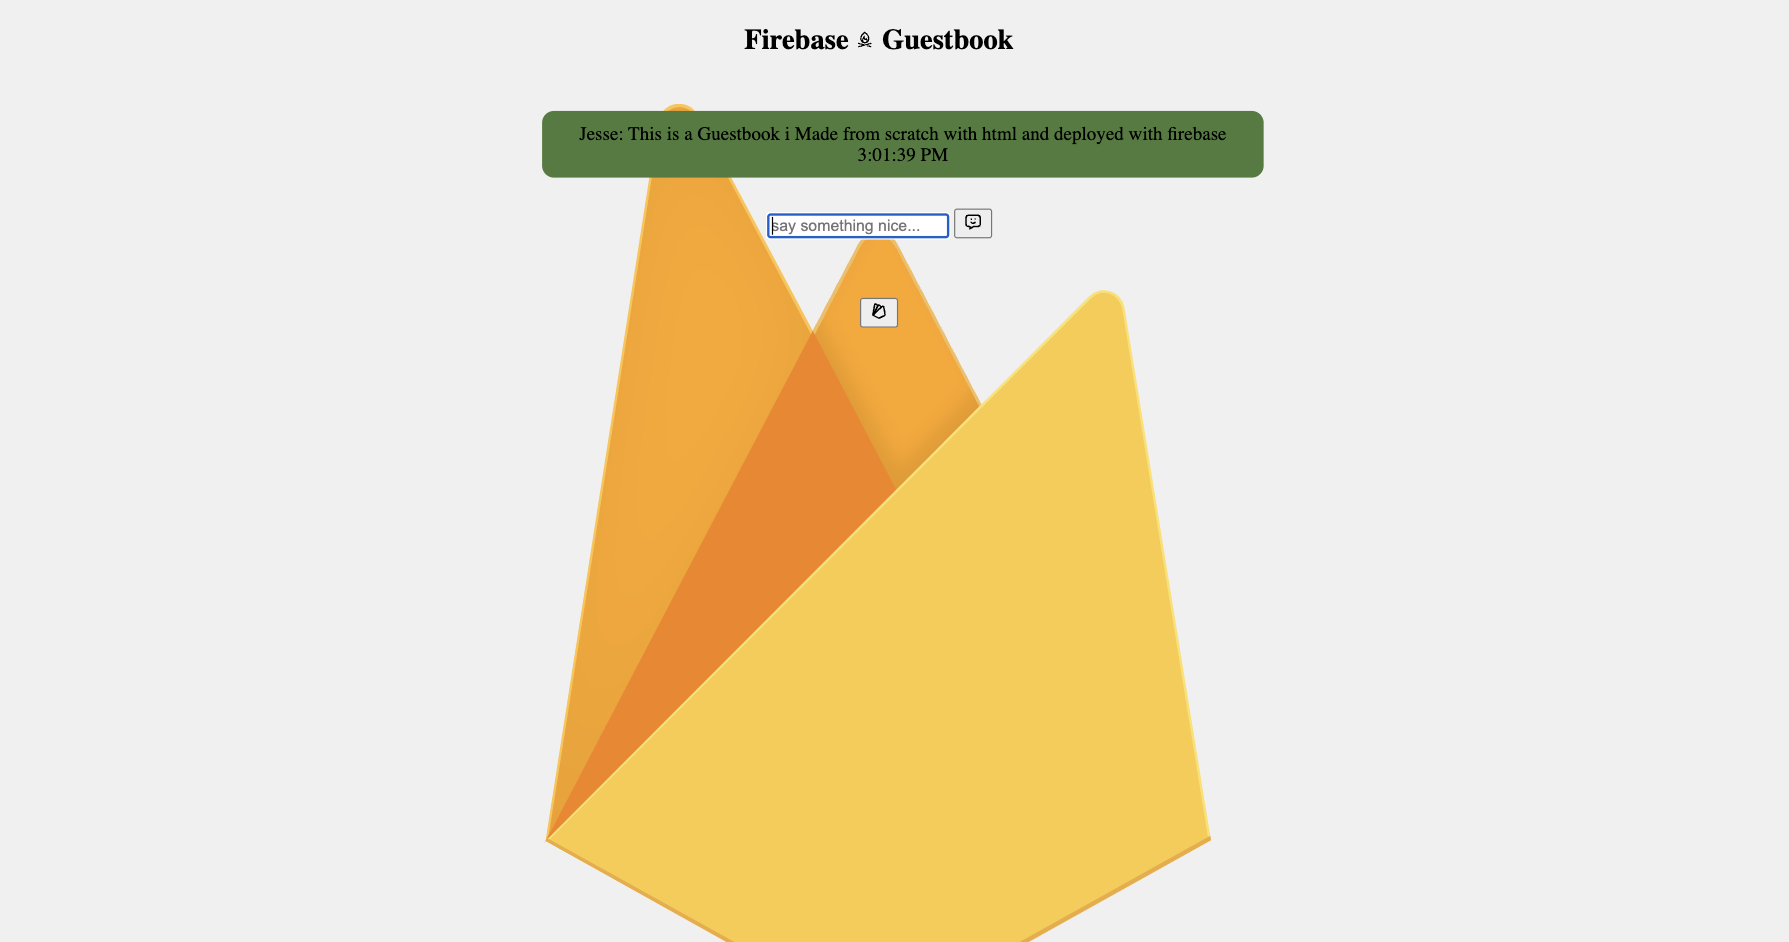 Firebase Guestbook
Jesse: This is a Guestbook i Made from scratch with html and deployed with firebase
3:01:39 PM
say something nice...